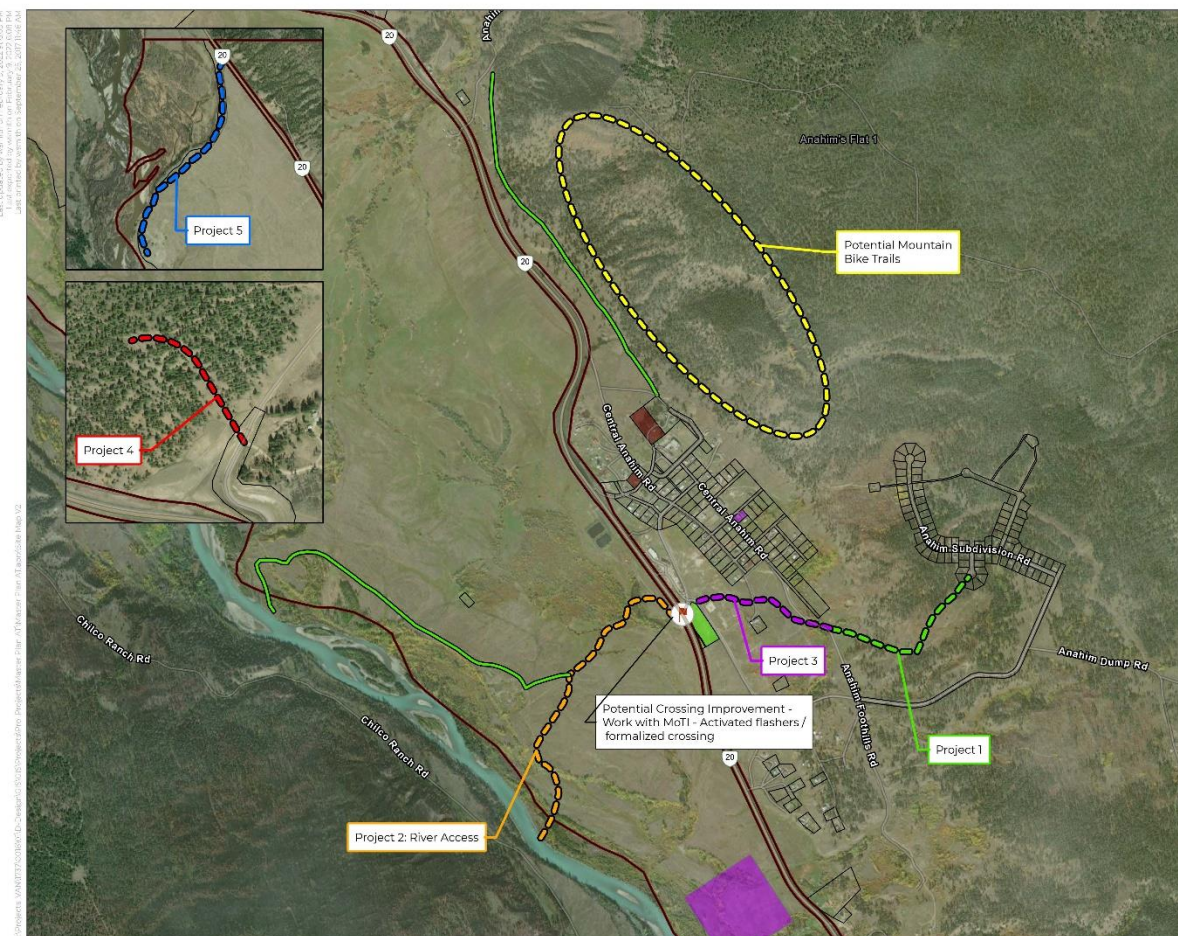 20
20
Project 5
Project 4
20
Anahim's Flat 1
Potential Mountain
Bike Trails
20
Central Anahim Rd
Central Anahim Rd
Anahim Subdivision Rd
Chilco Ranch Rd
Project 3
Anahim Dump Rd
Anahim Foothills Rd
Potential Crossing Improvement -
Work with MoTI - Activated flashers /
formalized crossing
Project 1
Chilco Ranch Rd
20
Project 2: River Access